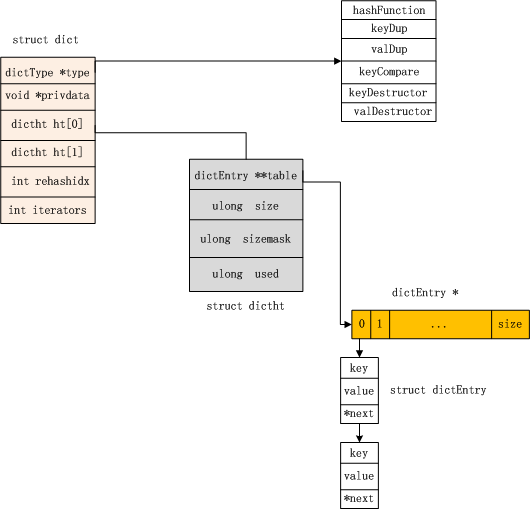 struct dict
dictType *type
void *privdata
dictht ht[0]
dictht ht[1]
int rehashidx
int iterators
hashFunction
keyDup
valDup
keyCompare
keyDestructor
valDestructor
dictEntry **table
ulong size
ulong sizemask
ulong used
struct dictht
dictEntry *
0 1 ... size
key
value
*next
struct dictEntry
key
value
*next